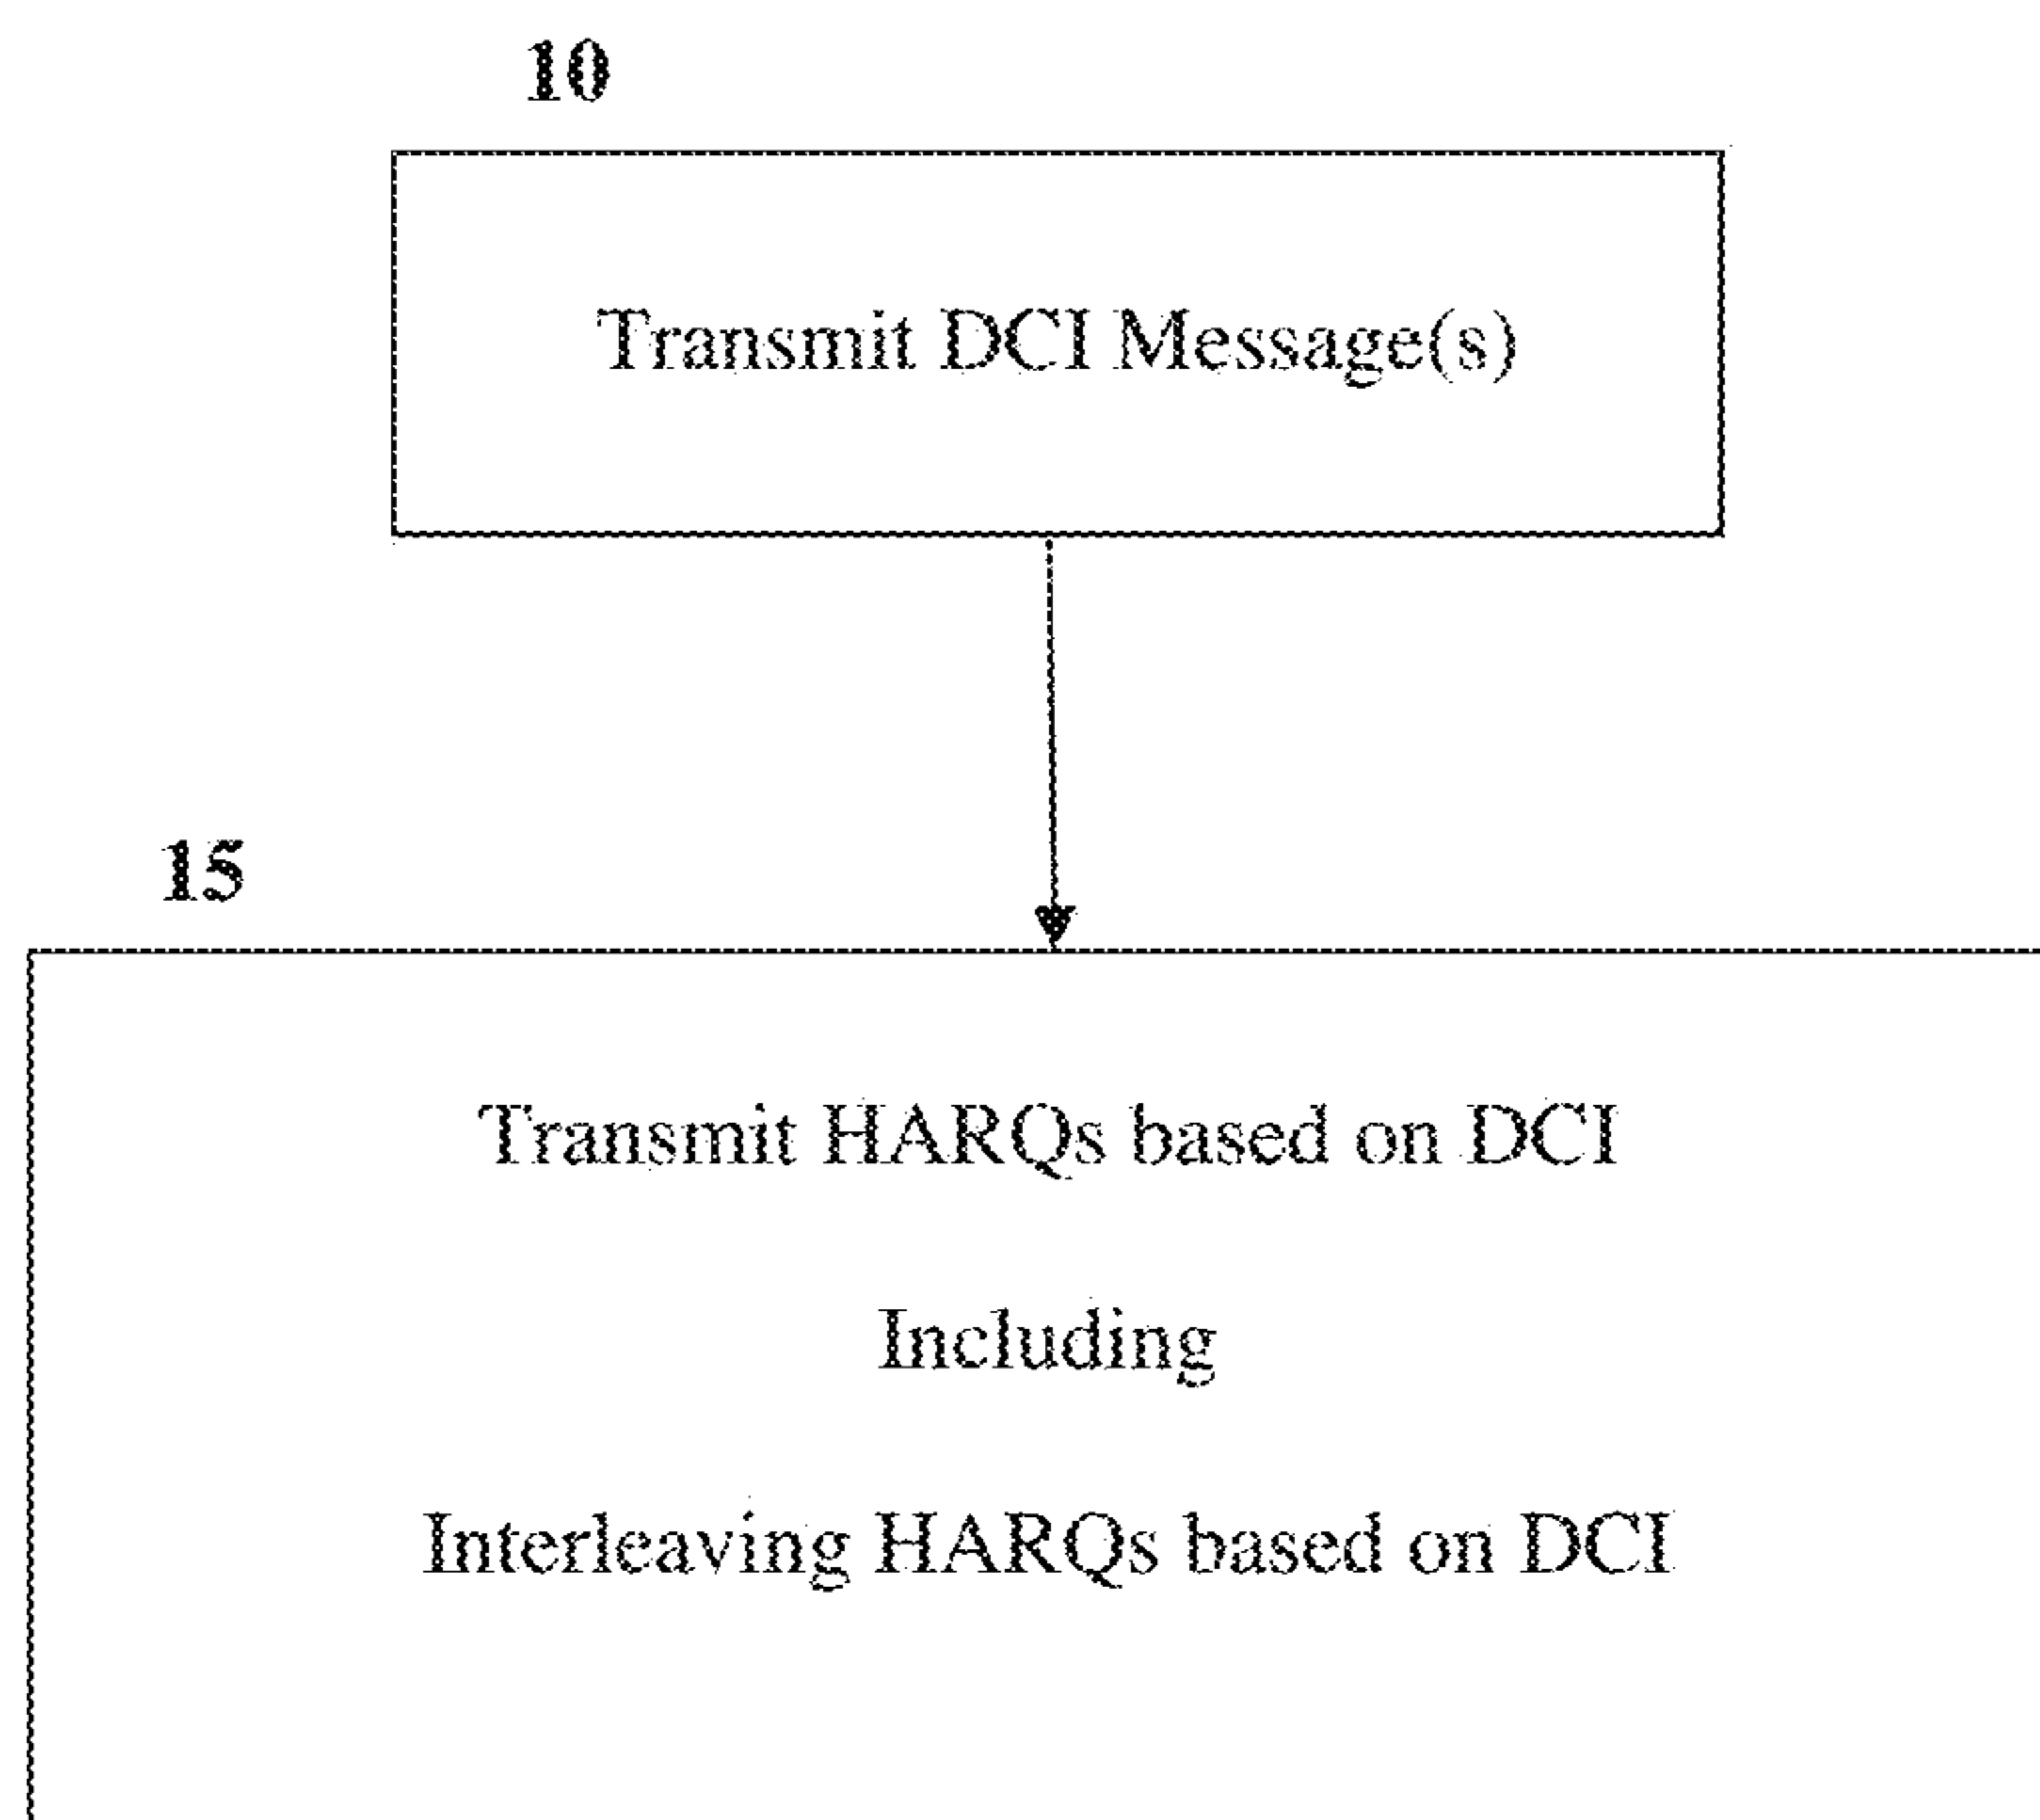 10
Transmit DCI Message(s)
15
Transmit HARQs based on DCI
Including
Interleaving HARQs based on DCI